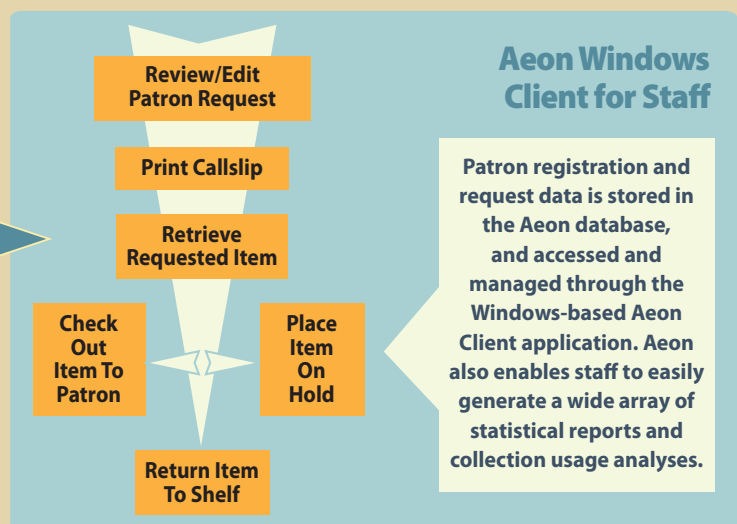 Aeon Windows
Client for Staff
Review/Edit
Patron Request
Print Callslip
Retrieve
Requested Item
Check
Out
Item To
Patron
Place
Item
On
Hold
Return Item
To Shelf
Patron registration and
request data is stored in
the Aeon database,
and accessed and
managed through the
Windows-based Aeon
Client application. Aeon
also enables staff to easily
generate a wide array of
statistical reports and
collection usage analyses.